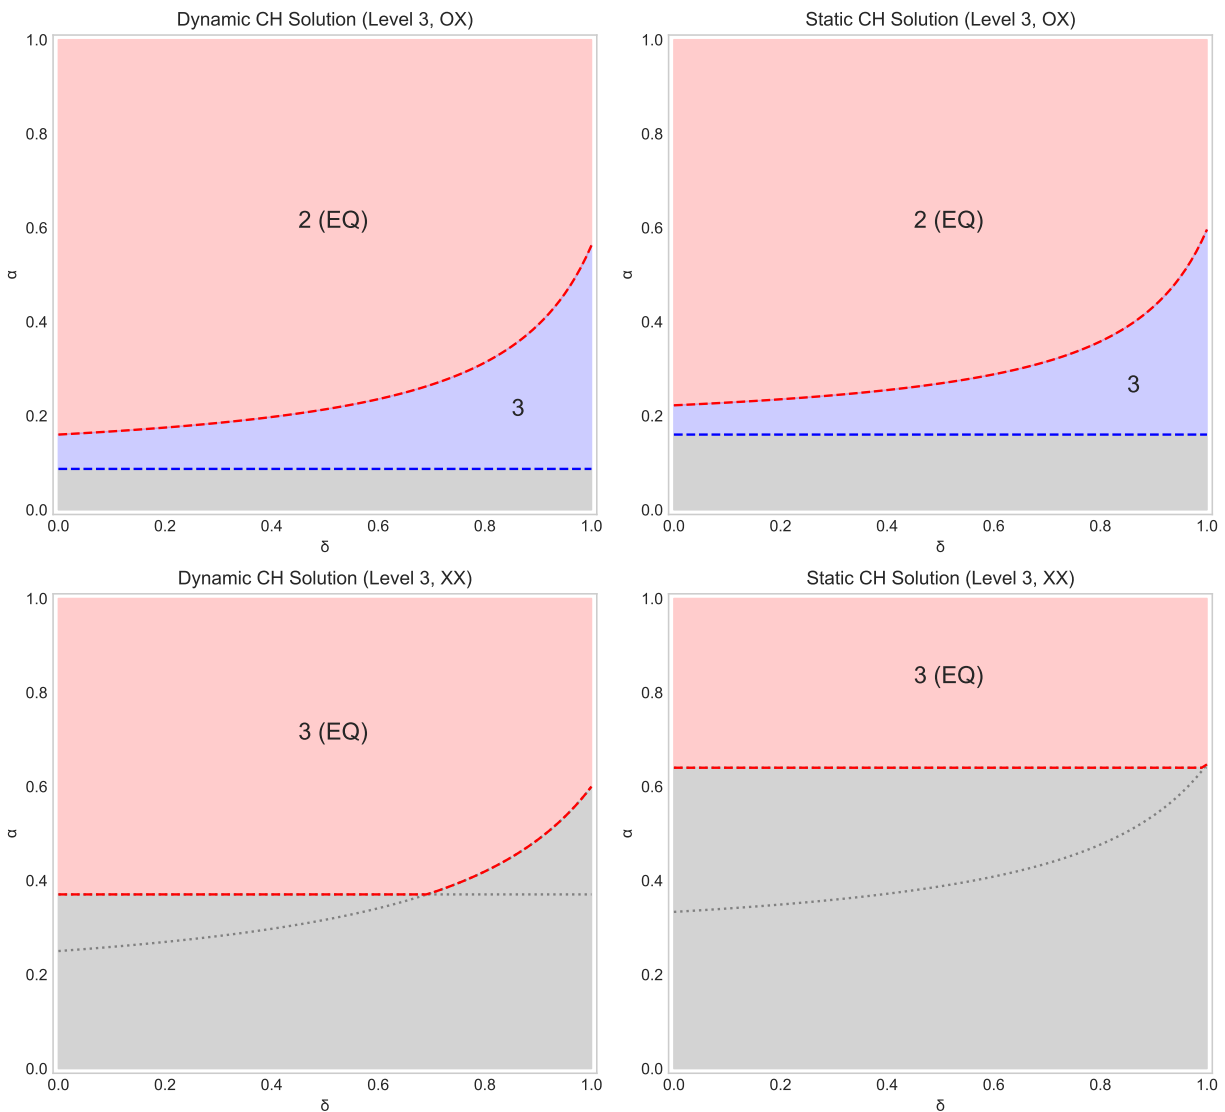 Dynamic CH Solution (Level 3, OX)
1.0
0.8
0.6
0.4
0.2
0.0
α
2 (EQ)
3
0.0 0.2 0.4 0.6 0.8 1.0
δ
Static CH Solution (Level 3, OX)
1.0
0.8
0.6
0.4
0.2
0.0
α
2 (EQ)
3
0.0 0.2 0.4 0.6 0.8 1.0
δ
Dynamic CH Solution (Level 3, XX)
1.0
0.8
0.6
0.4
0.2
0.0
α
3 (EQ)
0.0 0.2 0.4 0.6 0.8 1.0
δ
Static CH Solution (Level 3, XX)
1.0
0.8
0.6
0.4
0.2
0.0
α
3 (EQ)
0.0 0.2 0.4 0.6 0.8 1.0
δ